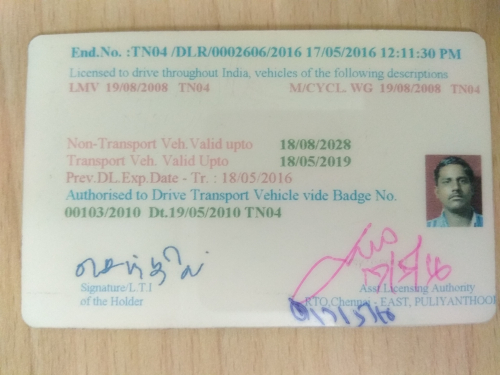 End.No. :TN04 /DLR/0002606/2016 17/05/2016 12:11:30 PM
Licensed to drive throughout India, vehicles of the following descriptions
LMV 19/08/2008 TN04 M/CYCL. WG 19/08/2008 TN04
Non-Transport Veh.Valid upto 18/08/2028
Transport Veh. Valid Upto 18/05/2019
Prev.DL.Exp.Date - Tr. : 18/05/2016
Authorised to Drive Transport Vehicle vide Badge No.
00103/2010 Dt.19/05/2010 TN04
Signature/L.T.I
of the Holder
Asst.Licensing Authority
RTO,Chennai - EAST, PULIYANTHOO